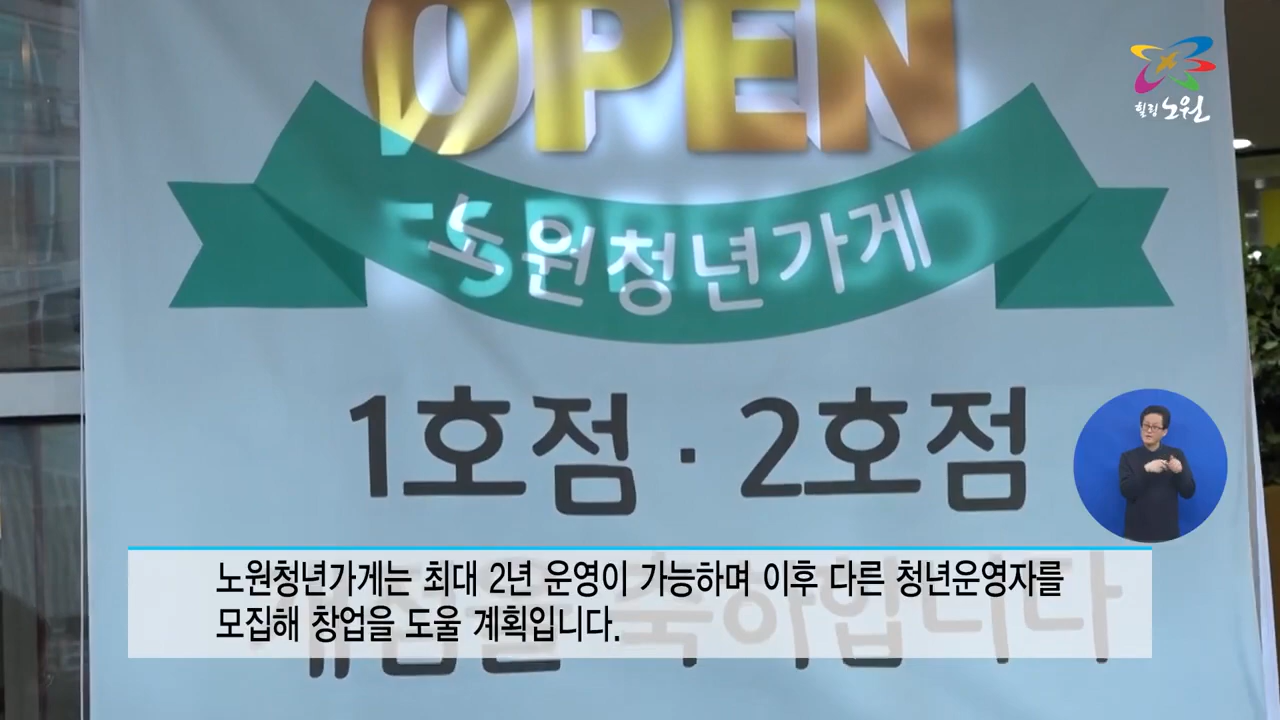 OPEN
힐링 노원
노원청년가게
1호점 · 2호점
노원청년가게는 최대 2년 운영이 가능하며 이후 다른 청년운영자를
모집해 창업을 도울 계획입니다.